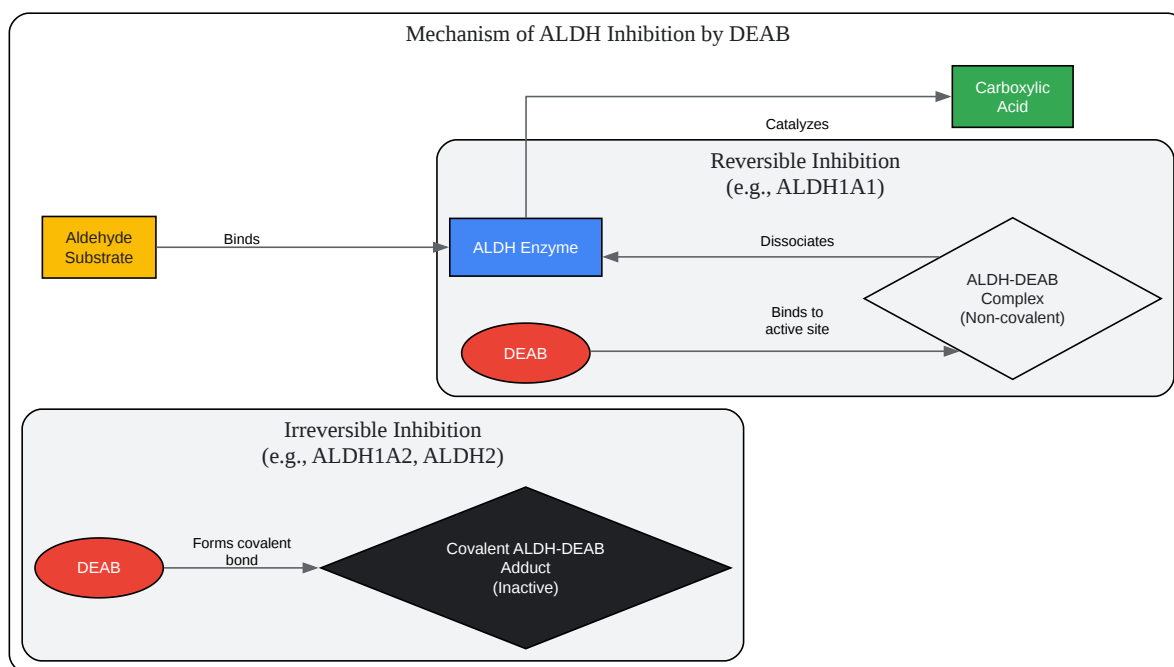 Mechanism of ALDH Inhibition by DEAB
Carboxylic
Acid
Catalyzes
Reversible Inhibition
(e.g., ALDH1A1)
Aldehyde
Substrate
Binds
ALDH Enzyme
Dissociates
ALDH-DEAB
Complex
(Non-covalent)
Binds to
active site
DEAB
Irreversible Inhibition
(e.g., ALDH1A2, ALDH2)
DEAB
Forms covalent
bond
Covalent ALDH-DEAB
Adduct
(Inactive)